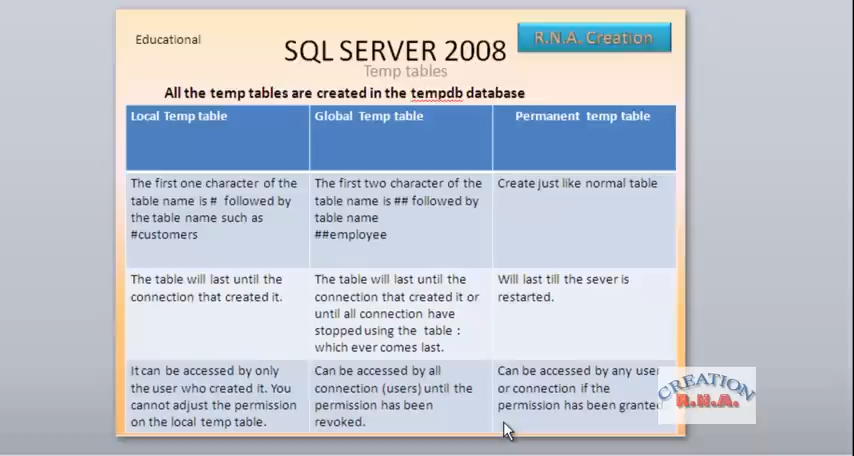 Educational
R.N.A. Creation
SQL SERVER 2008
Temp tables
All the temp tables are created in the tempdb database
Local Temp table
Global Temp table
Permanent temp table
The first one character of the
table name is # followed by
the table name such as
#customers
The first two character of the
table name is ## followed by
table name
##employee
Create just like normal table
The table will last until the
connection that created it.
The table will last until the
connection that created it or
until all connection have
stopped using the table :
which ever comes last.
Will last till the sever is
restarted.
It can be accessed by only
the user who created it. You
cannot adjust the permission
on the local temp table.
Can be accessed by all
connection (users) until the
permission has been
revoked.
Can be accessed by any user
or connection if the
permission has been granted
CREATION
R.N.A.